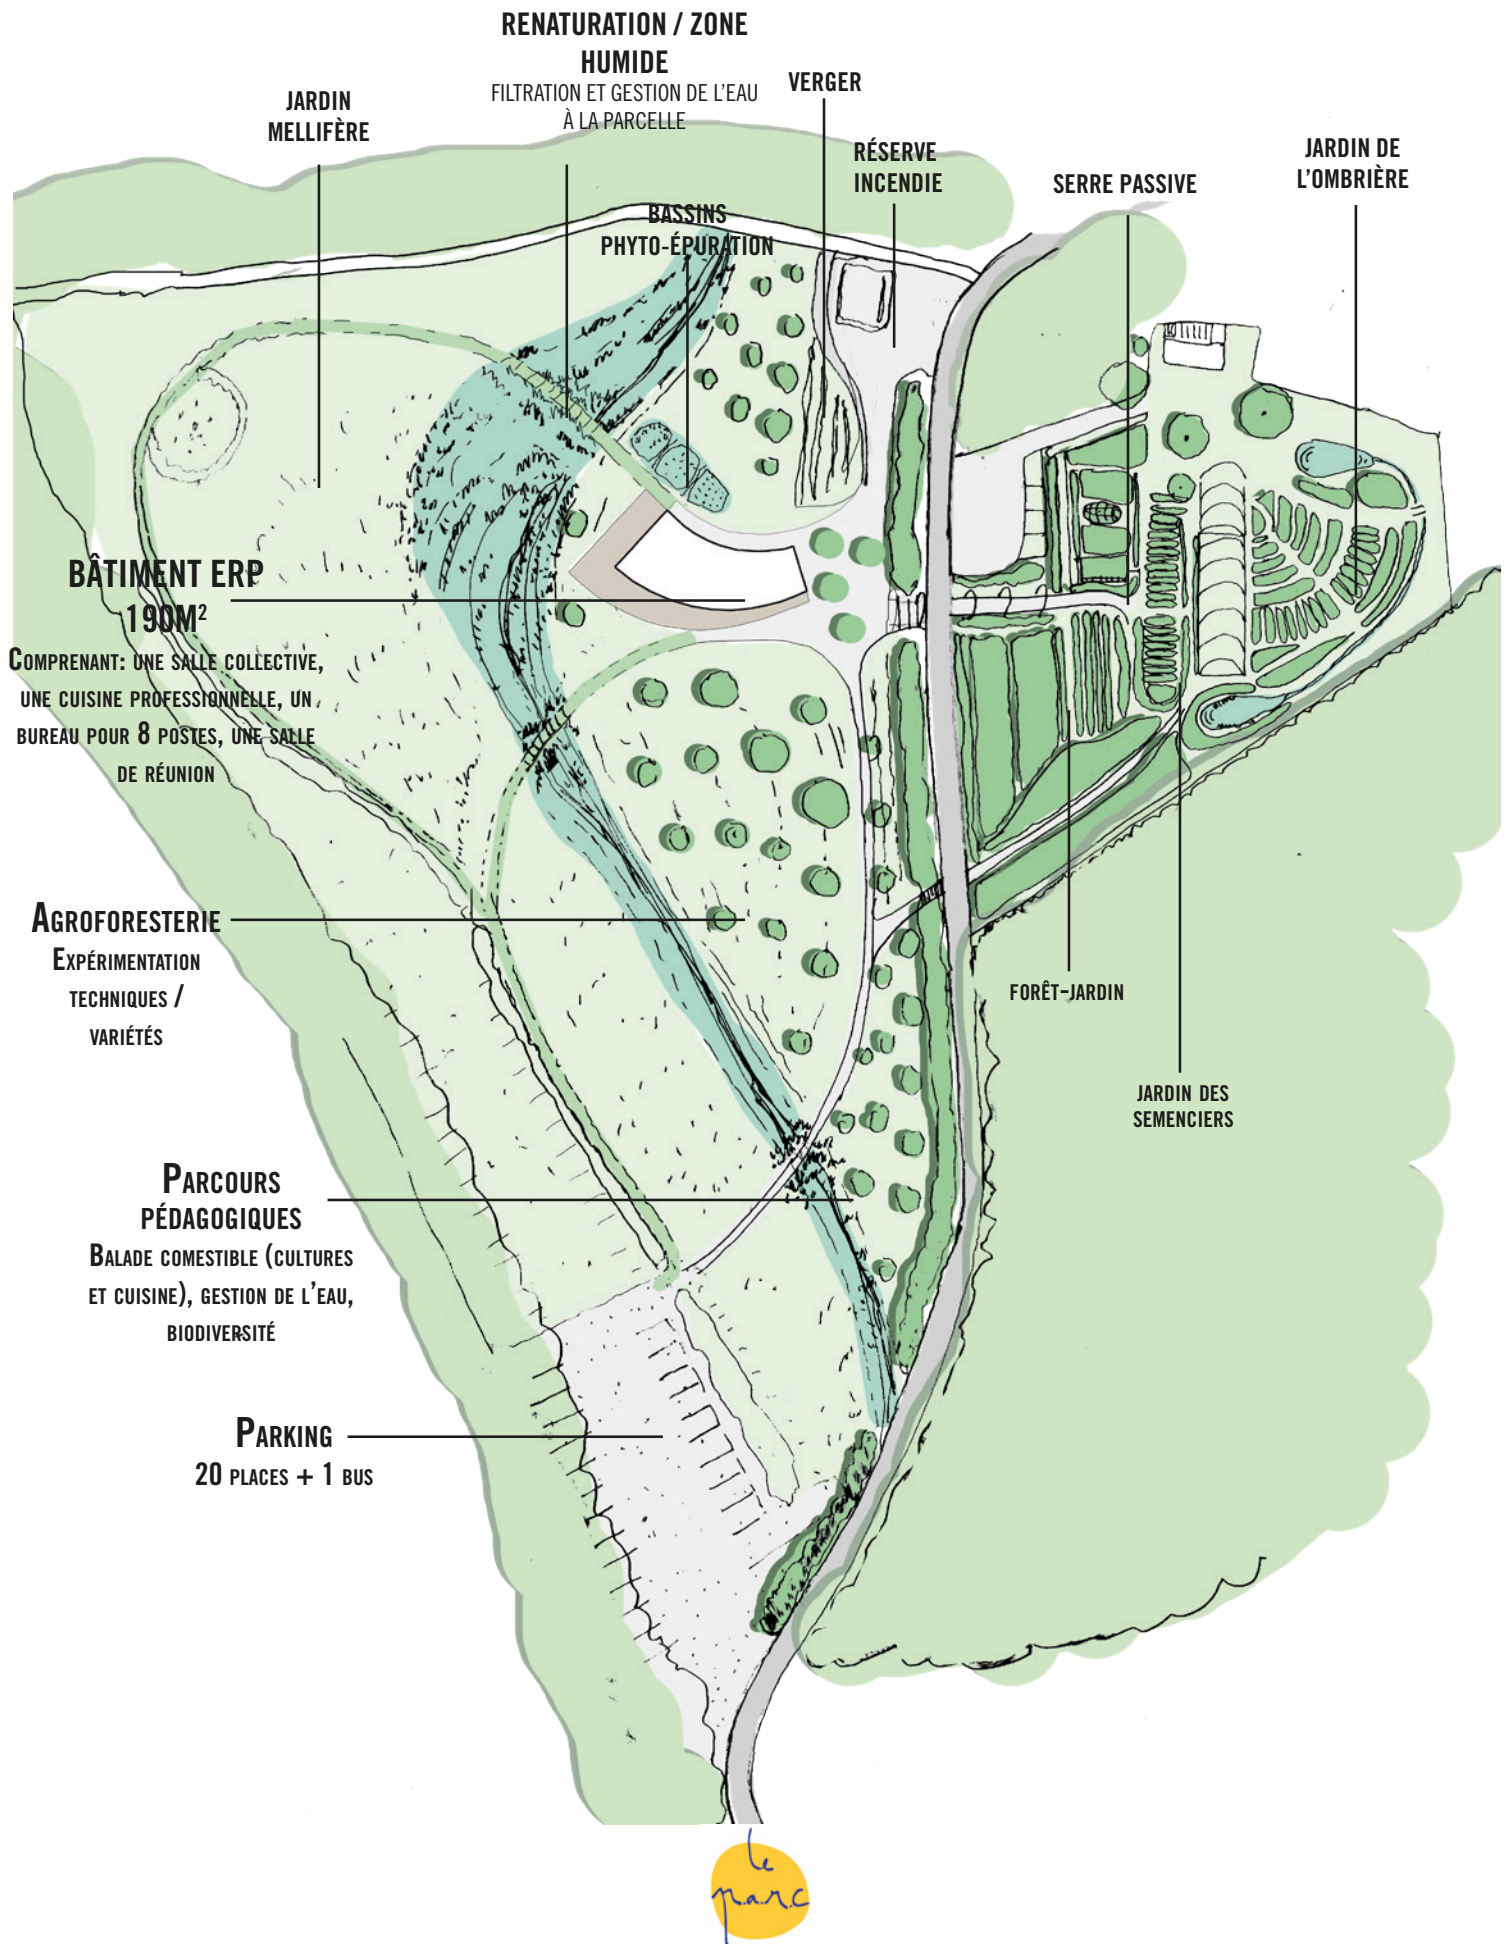 RENATURATION / ZONE
HUMIDE
FILTRATION ET GESTION DE L'EAU
À LA PARCELLE
VERGER
JARDIN
MELLIFÈRE
RÉSERVE
INCENDIE
JARDIN DE
L'OMBRIÈRE
SERRE PASSIVE
BASSINS
PHYTO-ÉPURATION
BÂTIMENT ERP
190M²
COMPRENANT: UNE SALLE COLLECTIVE,
UNE CUISINE PROFESSIONNELLE, UN
BUREAU POUR 8 POSTES, UNE SALLE
DE RÉUNION
AGROFORESTERIE
EXPÉRIMENTATION
TECHNIQUES /
VARIÉTÉS
FORÊT-JARDIN
JARDIN DES
SEMENCIERS
PARCOURS
PÉDAGOGIQUES
BALADE COMESTIBLE (CULTURES
ET CUISINE), GESTION DE L'EAU,
BIODIVERSITÉ
PARKING
20 PLACES + 1 BUS
le
p.a.r.c